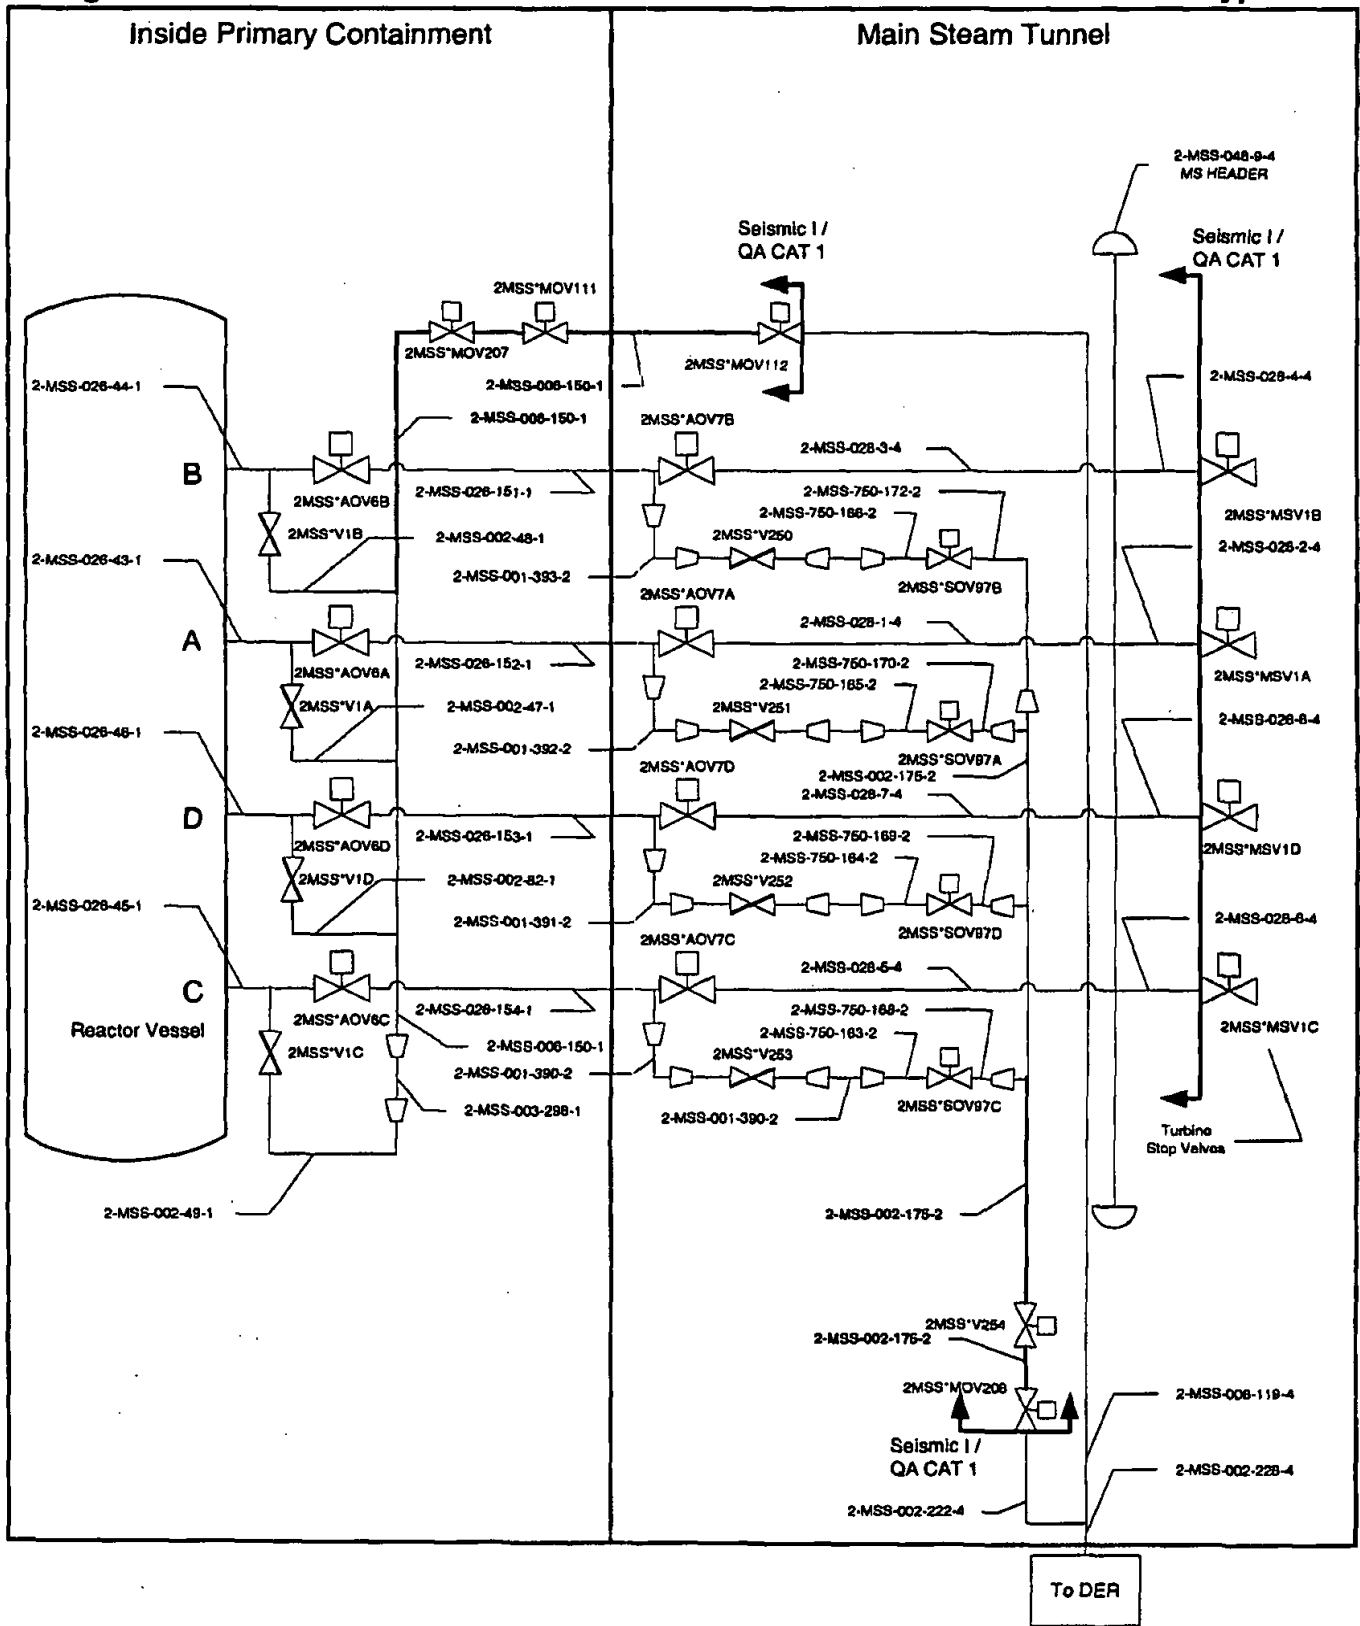 Inside Primary Containment
Main Steam Tunnel
2-MSS-048-9-4
MS HEADER
Seismic I /
QA CAT 1
Seismic I /
QA CAT 1
2MSS*MOV111
2MSS*MOV207
2MSS*MOV112
2-MSS-006-150-1
2-MSS-026-44-1
2-MSS-028-4-4
2-MSS-006-150-1
2MSS*AOV7B
B
2-MSS-028-3-4
2MSS*AOV6B
2-MSS-026-151-1
2-MSS-750-172-2
2-MSS-750-166-2
2MSS*MSV1B
2MSS*V1B
2-MSS-002-48-1
2MSS*V250
2-MSS-028-2-4
2-MSS-026-43-1
2-MSS-001-393-2
2MSS*SOV97B
2MSS*AOV7A
A
2-MSS-028-1-4
2MSS*AOV6A
2-MSS-026-152-1
2-MSS-750-170-2
2-MSS-750-165-2
2MSS*MSV1A
2MSS*V1A
2-MSS-002-47-1
2MSS*V251
2-MSS-026-46-1
2-MSS-001-392-2
2MSS*SOV97A
2MSS*AOV7D
2-MSS-002-175-2
2-MSS-028-7-4
D
2MSS*AOV6D
2-MSS-026-153-1
2-MSS-750-169-2
2-MSS-750-164-2
2MSS*MSV1D
2MSS*V1D
2-MSS-002-82-1
2MSS*V252
2-MSS-026-45-1
2-MSS-001-391-2
2MSS*SOV97D
2MSS*AOV7C
2-MSS-028-5-4
C
Reactor Vessel
2MSS*AOV6C
2-MSS-026-154-1
2-MSS-750-168-2
2-MSS-750-163-2
2MSS*MSV1C
2MSS*V1C
2-MSS-006-150-1
2MSS*V253
2-MSS-001-390-2
2-MSS-003-298-1
2-MSS-001-390-2
2MSS*SOV97C
Turbine
Stop Valves
2-MSS-002-49-1
2-MSS-002-175-2
2MSS*V254
2-MSS-002-175-2
2MSS*MOV208
2-MSS-006-119-4
Seismic I /
QA CAT 1
2-MSS-002-228-4
2-MSS-002-222-4
To DER